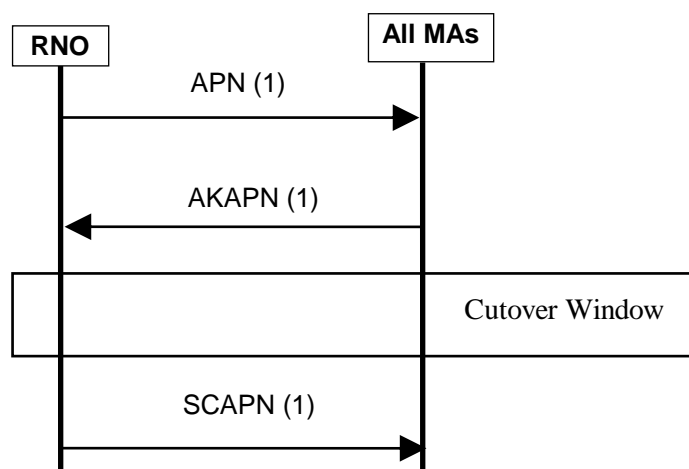 RNO
All MAs
APN (1)
AKAPN (1)
Cutover Window
SCAPN (1)